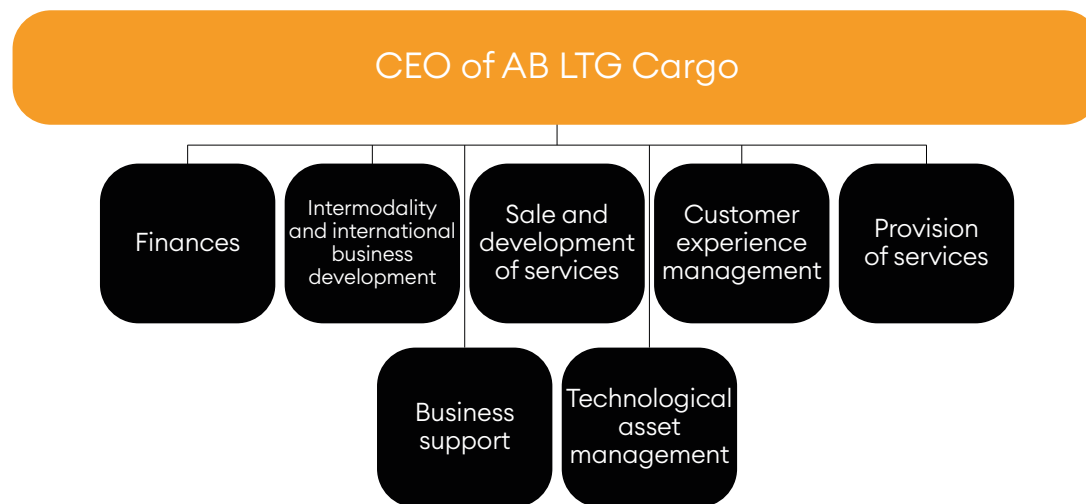 CEO of AB LTG Cargo
Finances
Intermodality
and international
business
development
Sale and
development
of services
Customer
experience
management
Provision
of services
Business
support
Technological
asset
management